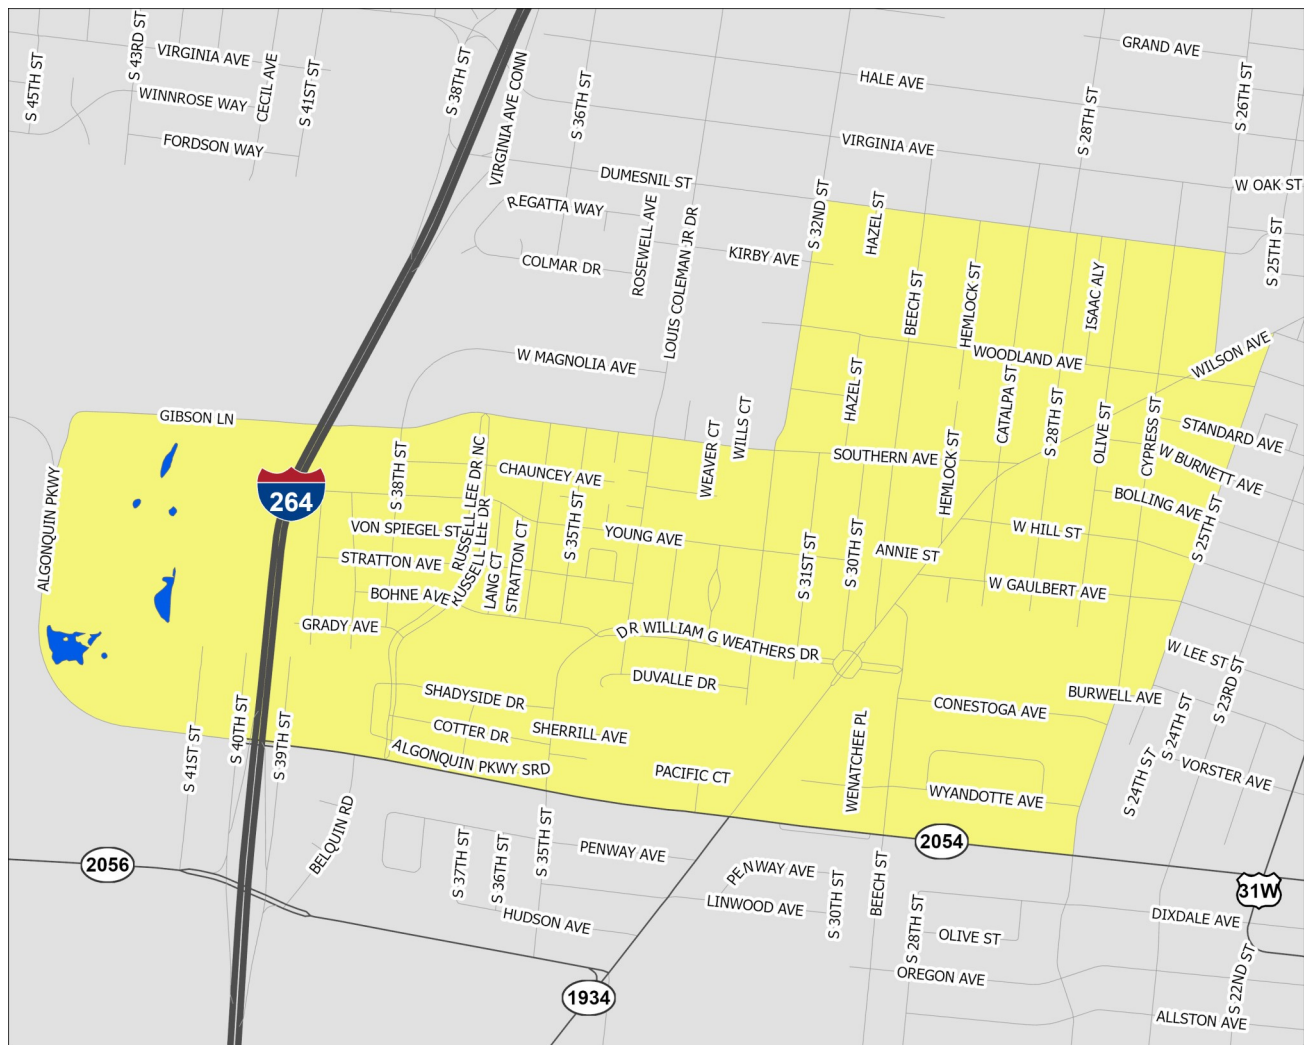 GRAND AVE
S 43RD ST
VIRGINIA AVE
S 45TH ST
WINNROSE WAY
CECIL AVE
S 41ST ST
FORDSON WAY
S 38TH ST
VIRGINIA AVE CONN
S 36TH ST
HALE AVE
S 28TH ST
S 26TH ST
VIRGINIA AVE
DUMESNIL ST
W OAK ST
REGATTA WAY
ROSEWELL AVE
LOUIS COLEMAN JR DR
S 32ND ST
HAZEL ST
S 25TH ST
KIRBY AVE
COLMAR DR
BEECH ST
HEMLOCK ST
ISAAC ALY
W MAGNOLIA AVE
WOODLAND AVE
WILSON AVE
HAZEL ST
CATALPA ST
S 28TH ST
OLIVE ST
CYPRESS ST
STANDARD AVE
GIBSON LN
WEAVER CT
WILLS CT
SOUTHERN AVE
HEMLOCK ST
W BURNETT AVE
S 38TH ST
RUSSELL LEE DR NC
CHAUNCEY AVE
BOLLING AVE
264
ALGONQUIN PKWY
VON SPIEGEL ST
RUSSELL LEE DR
S 35TH ST
YOUNG AVE
W HILL ST
S 25TH ST
STRATTON AVE
LANG CT
STRATTON CT
S 31ST ST
S 30TH ST
ANNIE ST
BOHNE AVE
W GAULBERT AVE
GRADY AVE
DR WILLIAM G WEATHERS DR
W LEE ST
DUVALLE DR
SHADYSIDE DR
BURWELL AVE
S 23RD ST
CONESTOGA AVE
COTTER DR
SHERRILL AVE
S 41ST ST
S 40TH ST
S 39TH ST
S 24TH ST
ALGONQUIN PKWY SRD
PACIFIC CT
WENATCHEE PL
S 24TH ST
VORSTER AVE
WYANDOTTE AVE
BELQUIN RD
2054
2056
S 37TH ST
S 36TH ST
S 35TH ST
PENWAY AVE
PENWAY AVE
S 30TH ST
BEECH ST
31W
LINWOOD AVE
HUDSON AVE
S 28TH ST
DIXDALE AVE
OLIVE ST
OREGON AVE
S 22ND ST
1934
ALLSTON AVE